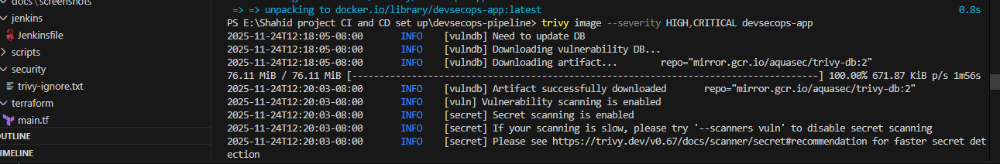 docs\screenshots
jenkins
Jenkinsfile
scripts
security
trivy-ignore.txt
terraform
main.tf
OUTLINE
TIMELINE
=> => unpacking to docker.io/library/devsecops-app:latest 0.8s
PS E:\Shahid project CI and CD set up\devsecops-pipeline> trivy image --severity HIGH,CRITICAL devsecops-app
2025-11-24T12:18:05-08:00 INFO [vulndb] Need to update DB
2025-11-24T12:18:05-08:00 INFO [vulndb] Downloading vulnerability DB...
2025-11-24T12:18:05-08:00 INFO [vulndb] Downloading artifact... repo="mirror.gcr.io/aquasec/trivy-db:2"
76.11 MiB / 76.11 MiB [---------------------------------------------------------------------------------------] 100.00% 671.87 KiB p/s 1m56s
2025-11-24T12:20:03-08:00 INFO [vulndb] Artifact successfully downloaded repo="mirror.gcr.io/aquasec/trivy-db:2"
2025-11-24T12:20:03-08:00 INFO [vuln] Vulnerability scanning is enabled
2025-11-24T12:20:03-08:00 INFO [secret] Secret scanning is enabled
2025-11-24T12:20:03-08:00 INFO [secret] If your scanning is slow, please try '--scanners vuln' to disable secret scanning
2025-11-24T12:20:03-08:00 INFO [secret] Please see https://trivy.dev/v0.67/docs/scanner/secret#recommendation for faster secret det
ection